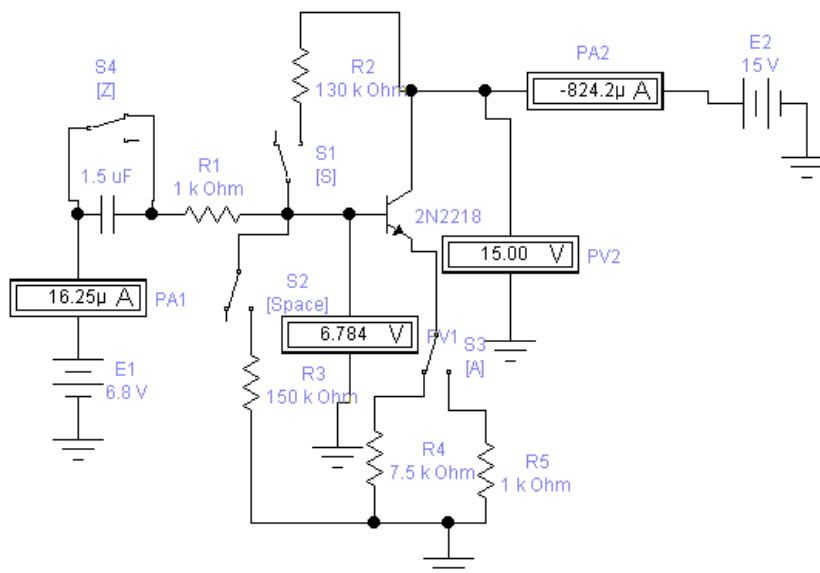 S4
[Z]
1.5 uF
R1
1 k Ohm
R2
130 k Ohm
S1
[S]
PA2
-824.2μ A
E2
15 V
2N2218
15.00 V
PV2
16.25μ A
PA1
S2
[Space]
6.784 V
PV1
S3
[A]
E1
6.8 V
R3
150 k Ohm
R4
7.5 k Ohm
R5
1 k Ohm